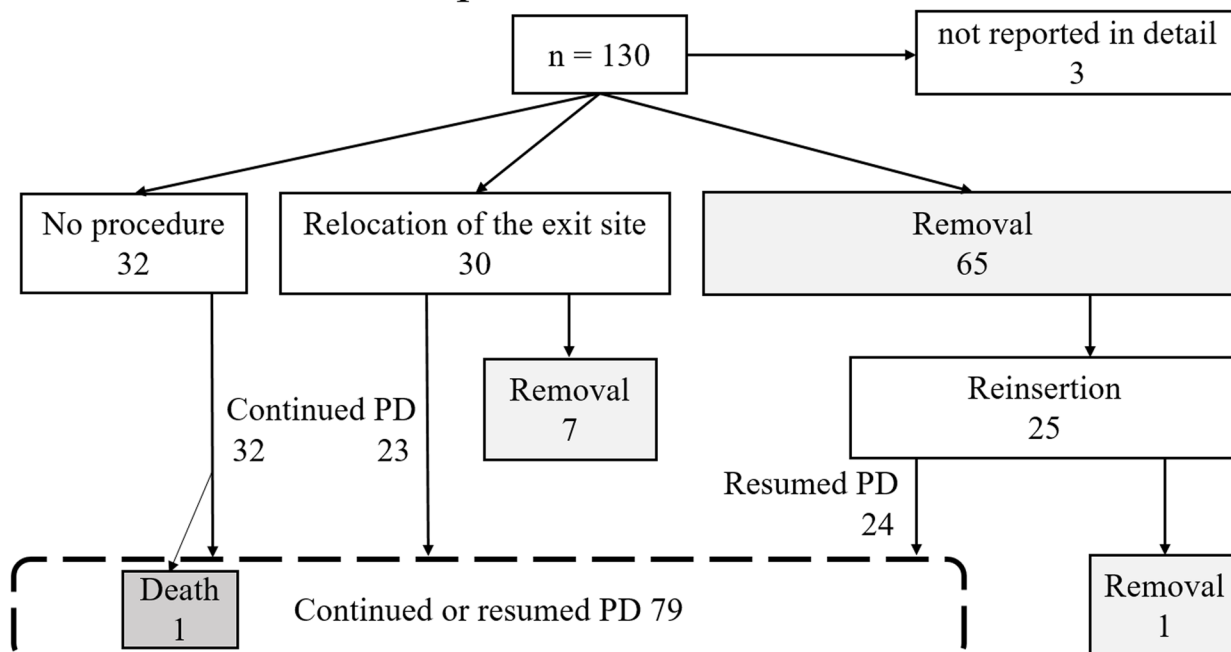 n = 130
not reported in detail
3
No procedure
32
Relocation of the exit site
30
Removal
65
Removal
7
Reinsertion
25
Continued PD
32
23
Resumed PD
24
Death
1
Continued or resumed PD 79
Removal
1